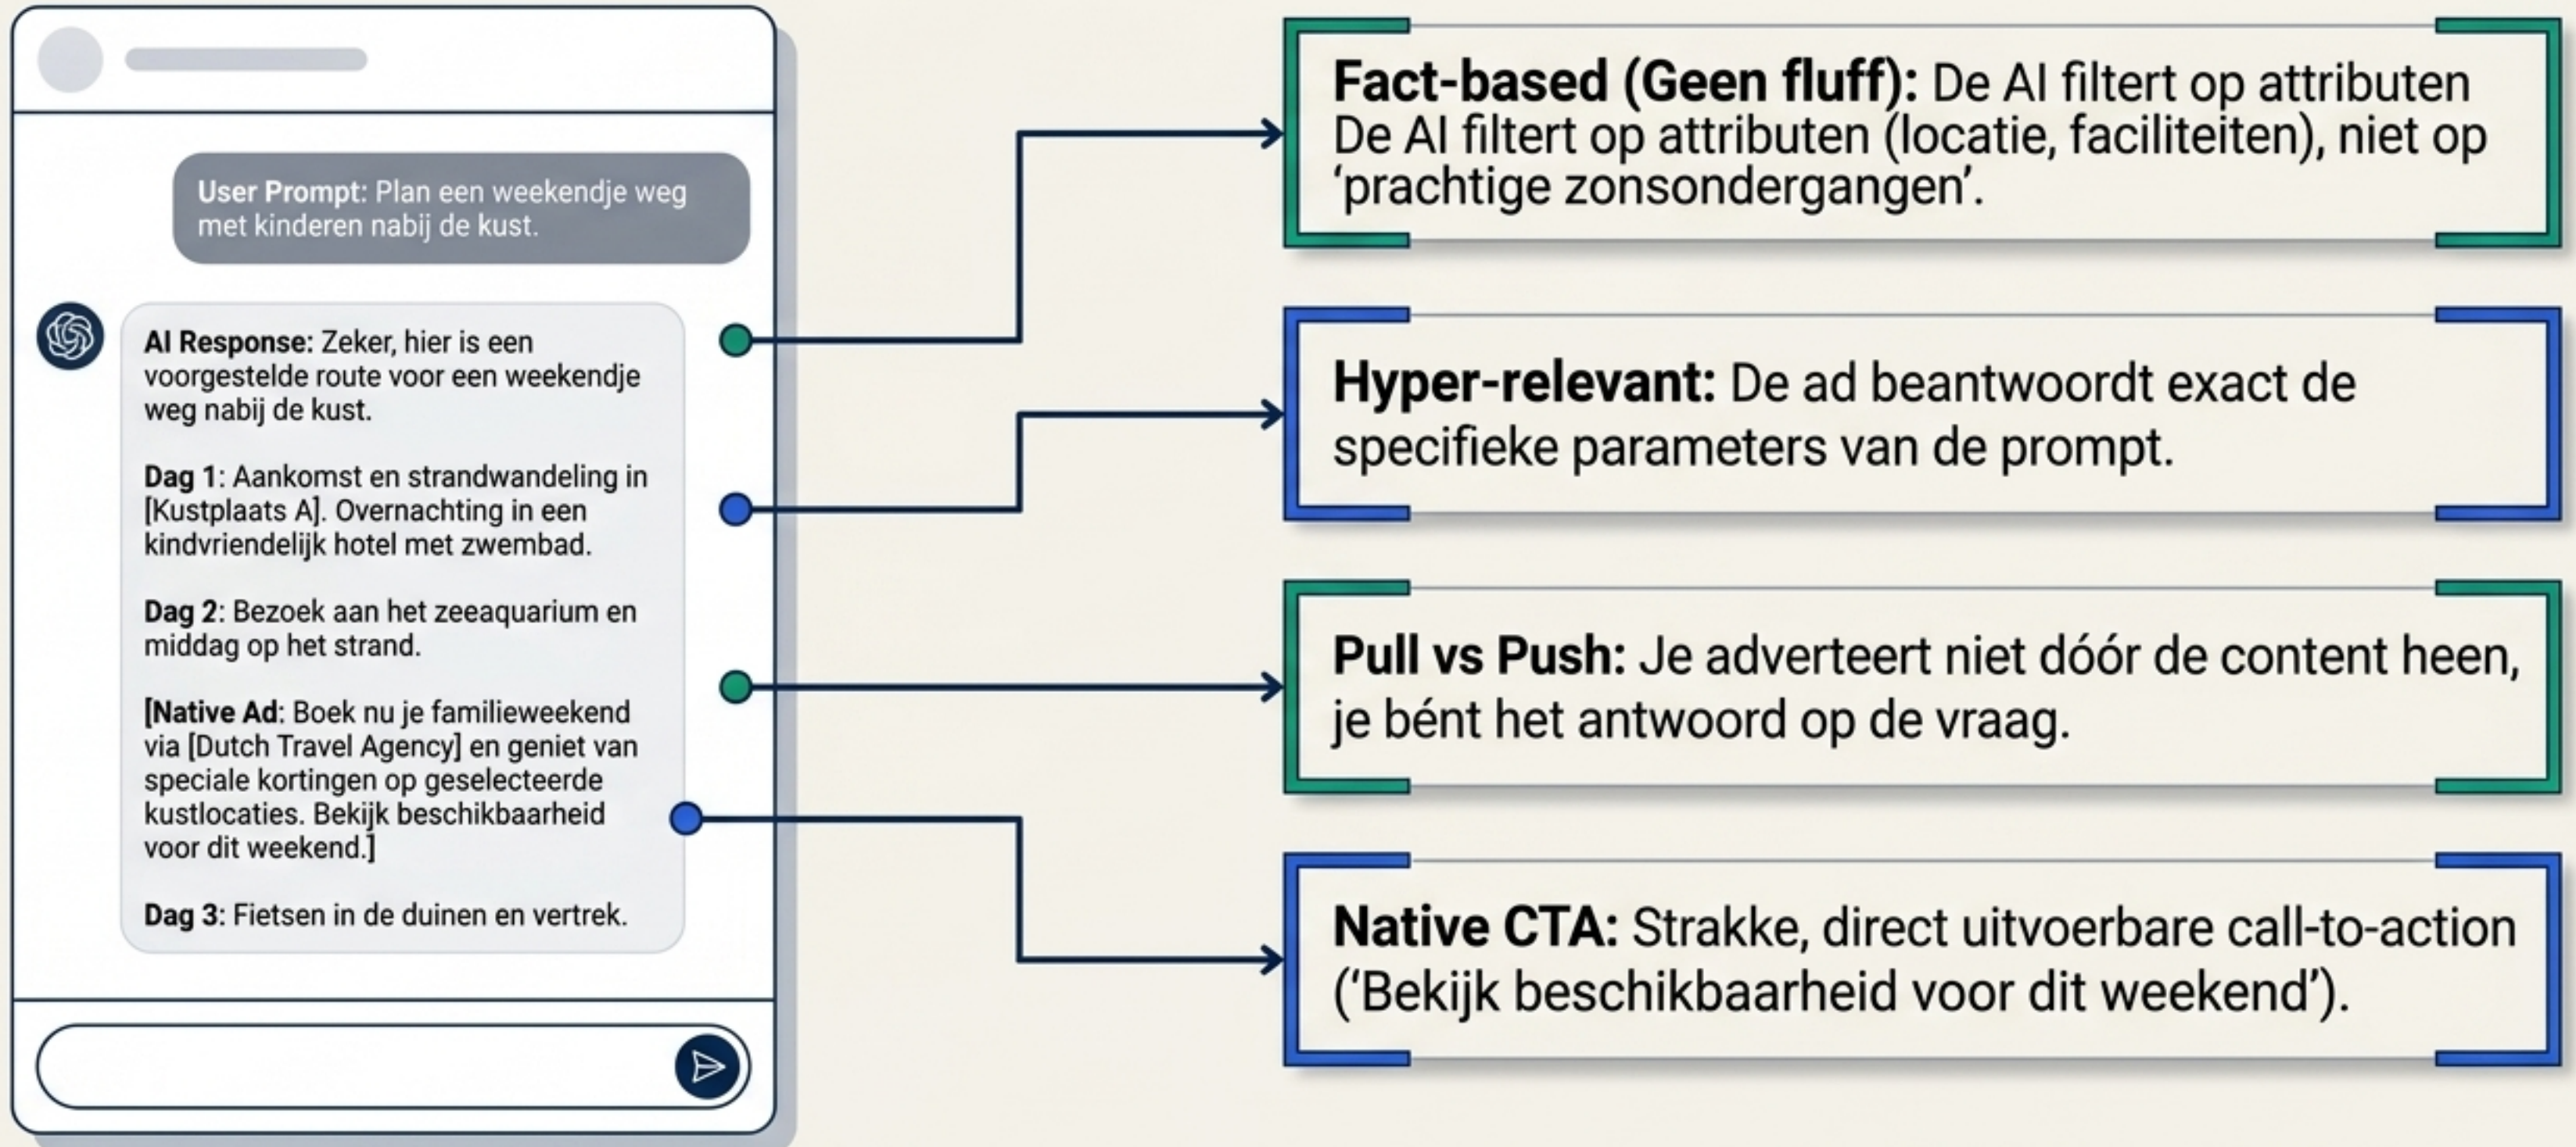 User Prompt: Plan een weekendje weg
met kinderen nabij de kust.
AI Response: Zeker, hier is een
voorgestelde route voor een weekendje
weg nabij de kust.
Dag 1: Aankomst en strandwandeling in
[Kustplaats A]. Overnachting in een
kindvriendelijk hotel met zwembad.
Dag 2: Bezoek aan het zeeaquarium en
middag op het strand.
[Native Ad: Boek nu je familieweekend
via [Dutch Travel Agency] en geniet van
speciale kortingen op geselecteerde
kustlocaties. Bekijk beschikbaarheid
voor dit weekend.]
Dag 3: Fietsen in de duinen en vertrek.
Fact-based (Geen fluff): De AI filtert op attributen
De AI filtert op attributen (locatie, faciliteiten), niet op
‘prachtige zonsondergangen’.
Hyper-relevant: De ad beantwoordt exact de
specifieke parameters van de prompt.
Pull vs Push: Je adverteert niet dóór de content heen,
je bént het antwoord op de vraag.
Native CTA: Strakke, direct uitvoerbare call-to-action
(‘Bekijk beschikbaarheid voor dit weekend’).